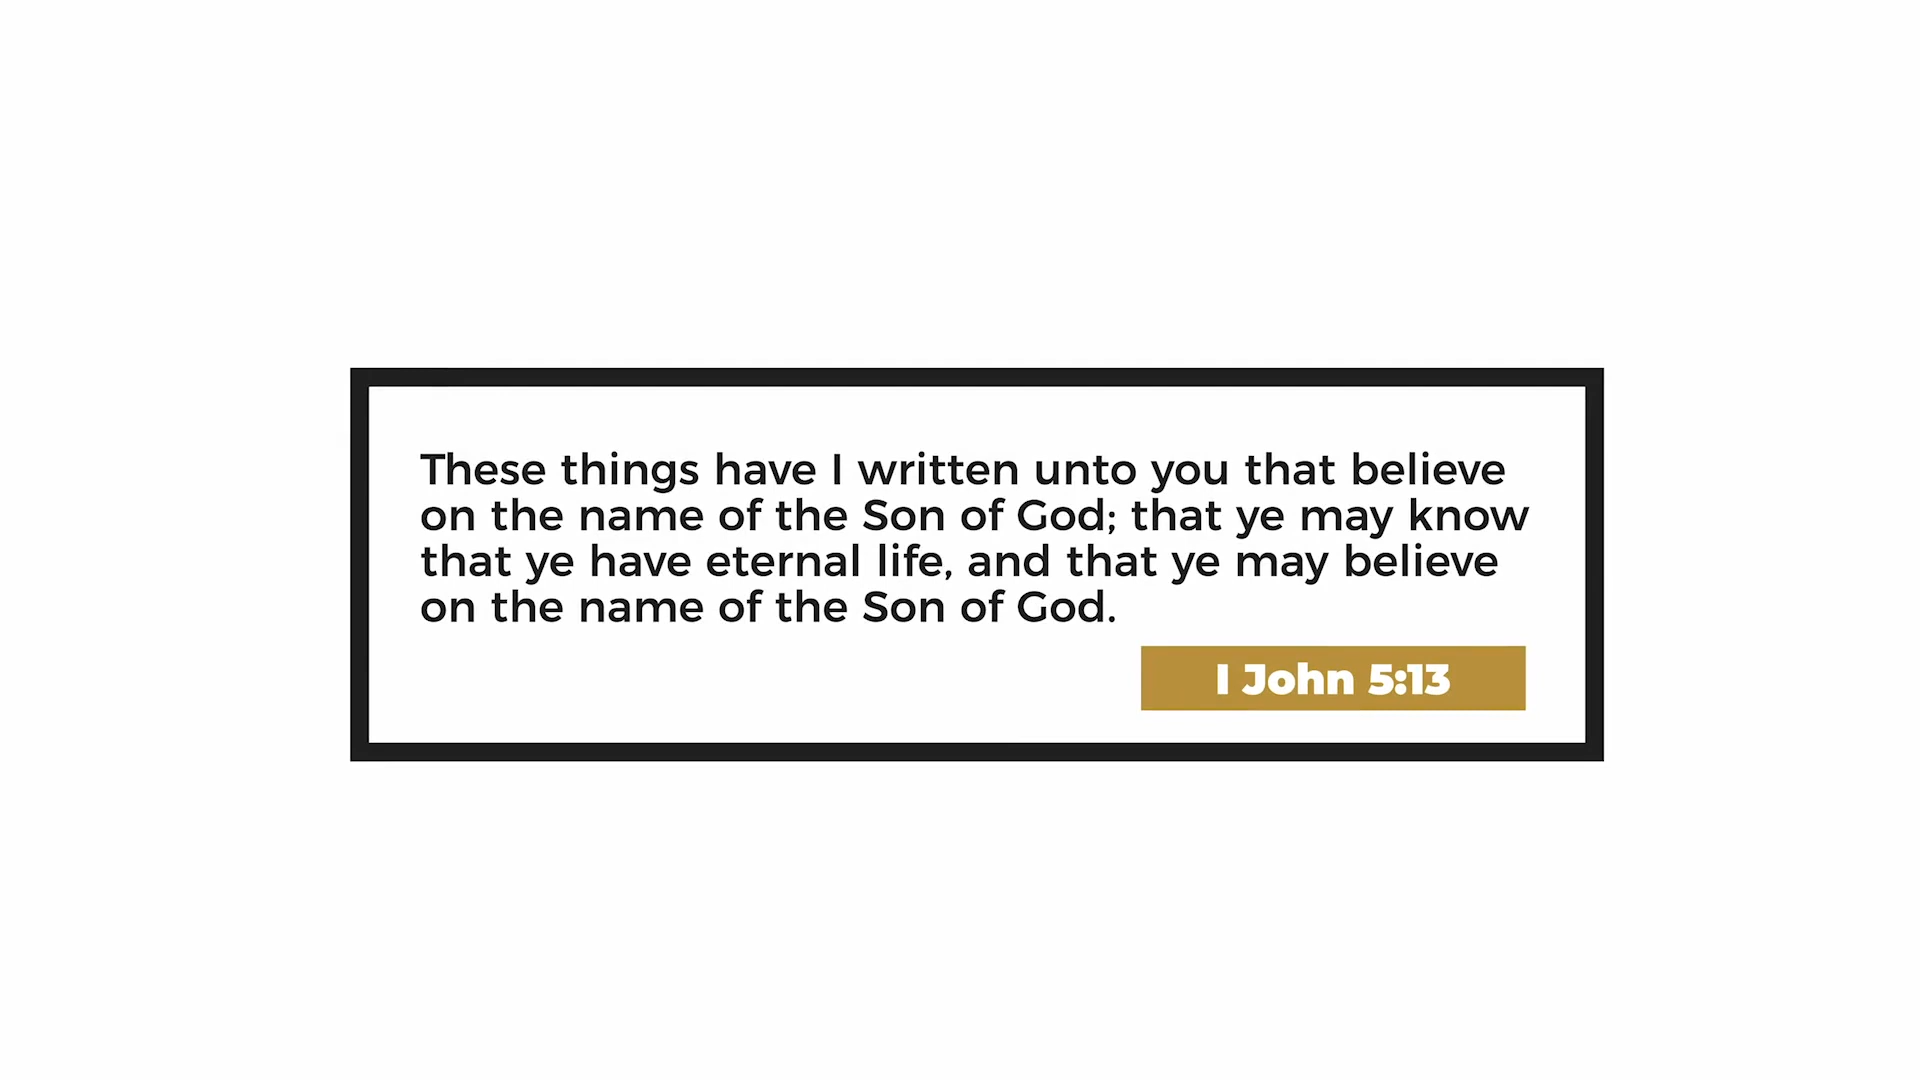 These things have I written unto you that believe
on the name of the Son of God; that ye may know
that ye have eternal life, and that ye may believe
on the name of the Son of God.
I John 5:13